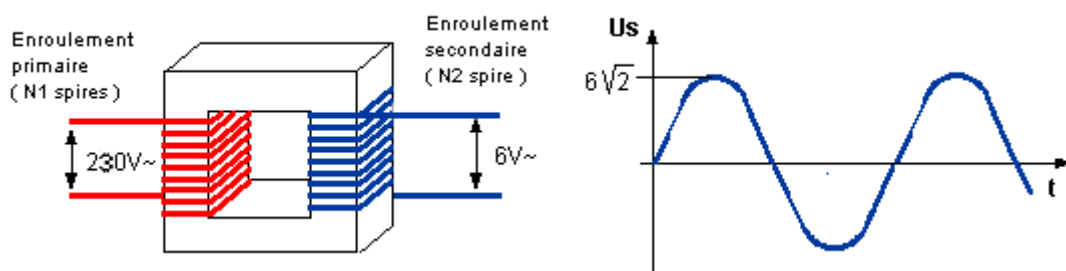 Enroulement
primaire
( N1 spires )
230V~
Enroulement
secondaire
( N2 spire )
6V~
Us
6√2
t